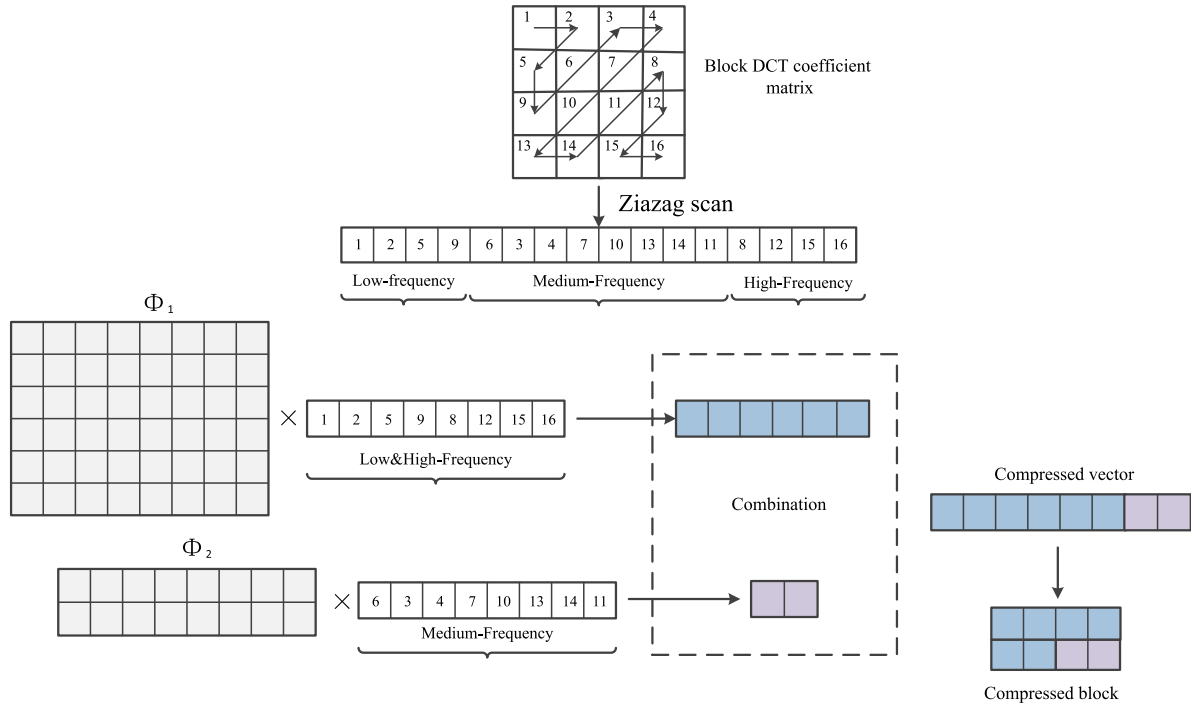 1 2 3 4
5 6 7 8
9 10 11 12
13 14 15 16
Block DCT coefficient
matrix
Ziazag scan
1 2 5 9 6 3 4 7 10 13 14 11 8 12 15 16
Low-frequency Medium-Frequency High-Frequency
Φ1
× 1 2 5 9 8 12 15 16
Low&High-Frequency
Combination
Compressed vector
Φ2
× 6 3 4 7 10 13 14 11
Medium-Frequency
Compressed block